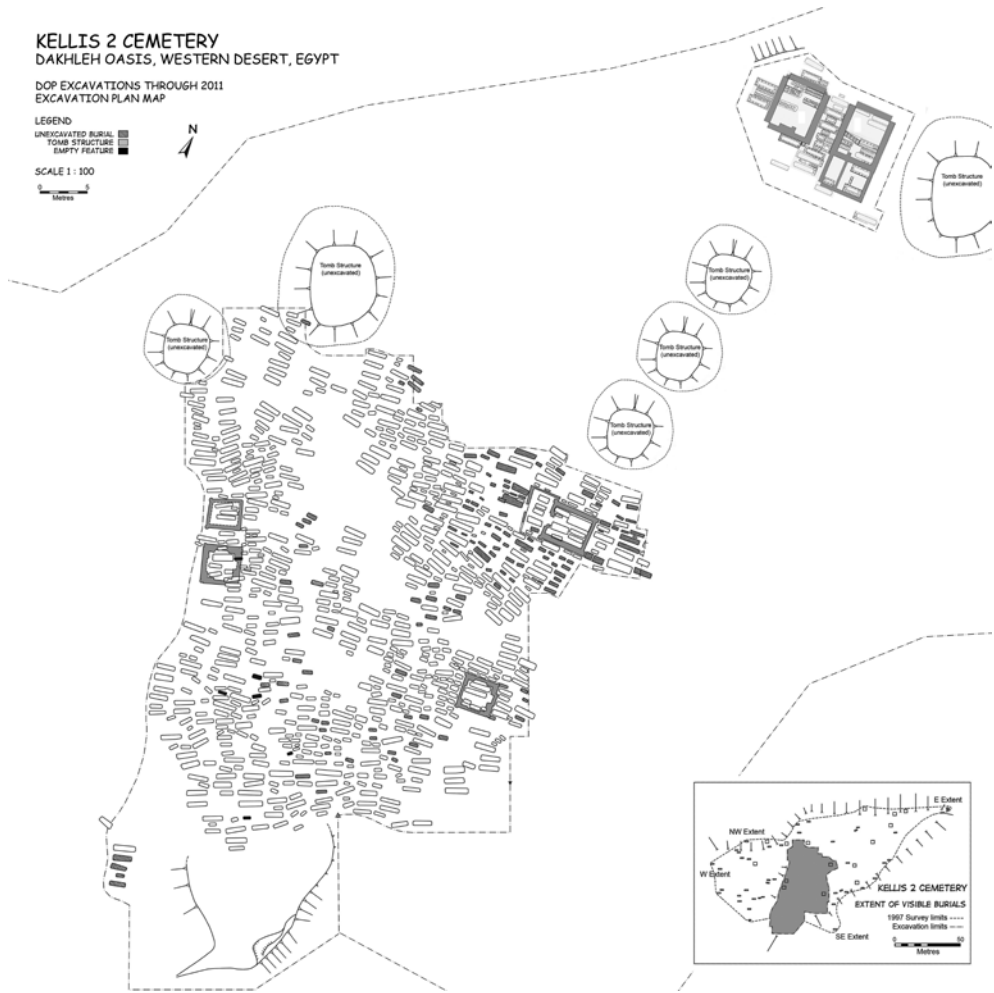 KELLIS 2 CEMETERY
DAKHLEH OASIS, WESTERN DESERT, EGYPT
DOP EXCAVATIONS THROUGH 2011
EXCAVATION PLAN MAP
LEGEND
UNEXCAVATED BURIAL
TOMB STRUCTURE
EMPTY FEATURE
SCALE 1 : 100
0 5
Metres
N
Tomb Structure
(unexcavated)
Tomb Structure
(unexcavated)
Tomb Structure
(unexcavated)
Tomb Structure
(unexcavated)
Tomb Structure
(unexcavated)
Tomb Structure
(unexcavated)
E Extent
NW Extent
W Extent
KELLIS 2 CEMETERY
EXTENT OF VISIBLE BURIALS
1997 Survey limits
Excavation limits
SE Extent
0 50
Metres